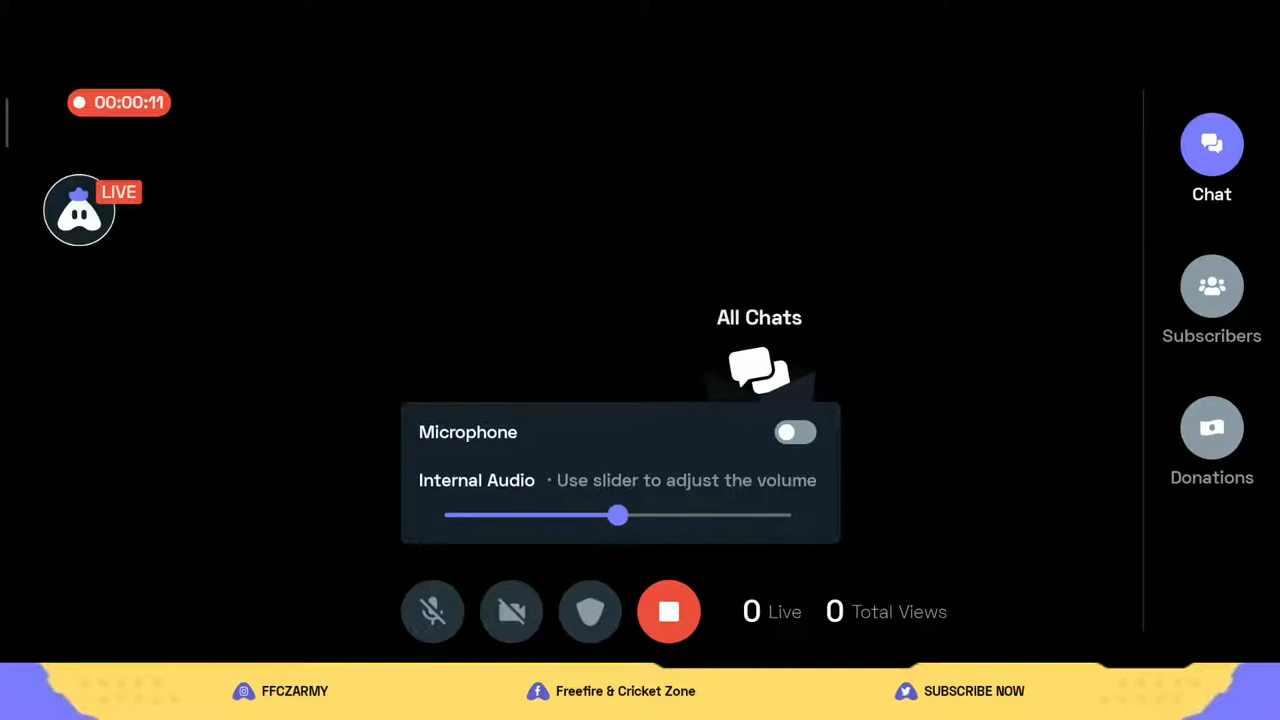 00:00:11
LIVE
Chat
Subscribers
Donations
All Chats
Microphone
Internal Audio · Use slider to adjust the volume
0 Live 0 Total Views
FFCZARMY Freefire & Cricket Zone SUBSCRIBE NOW